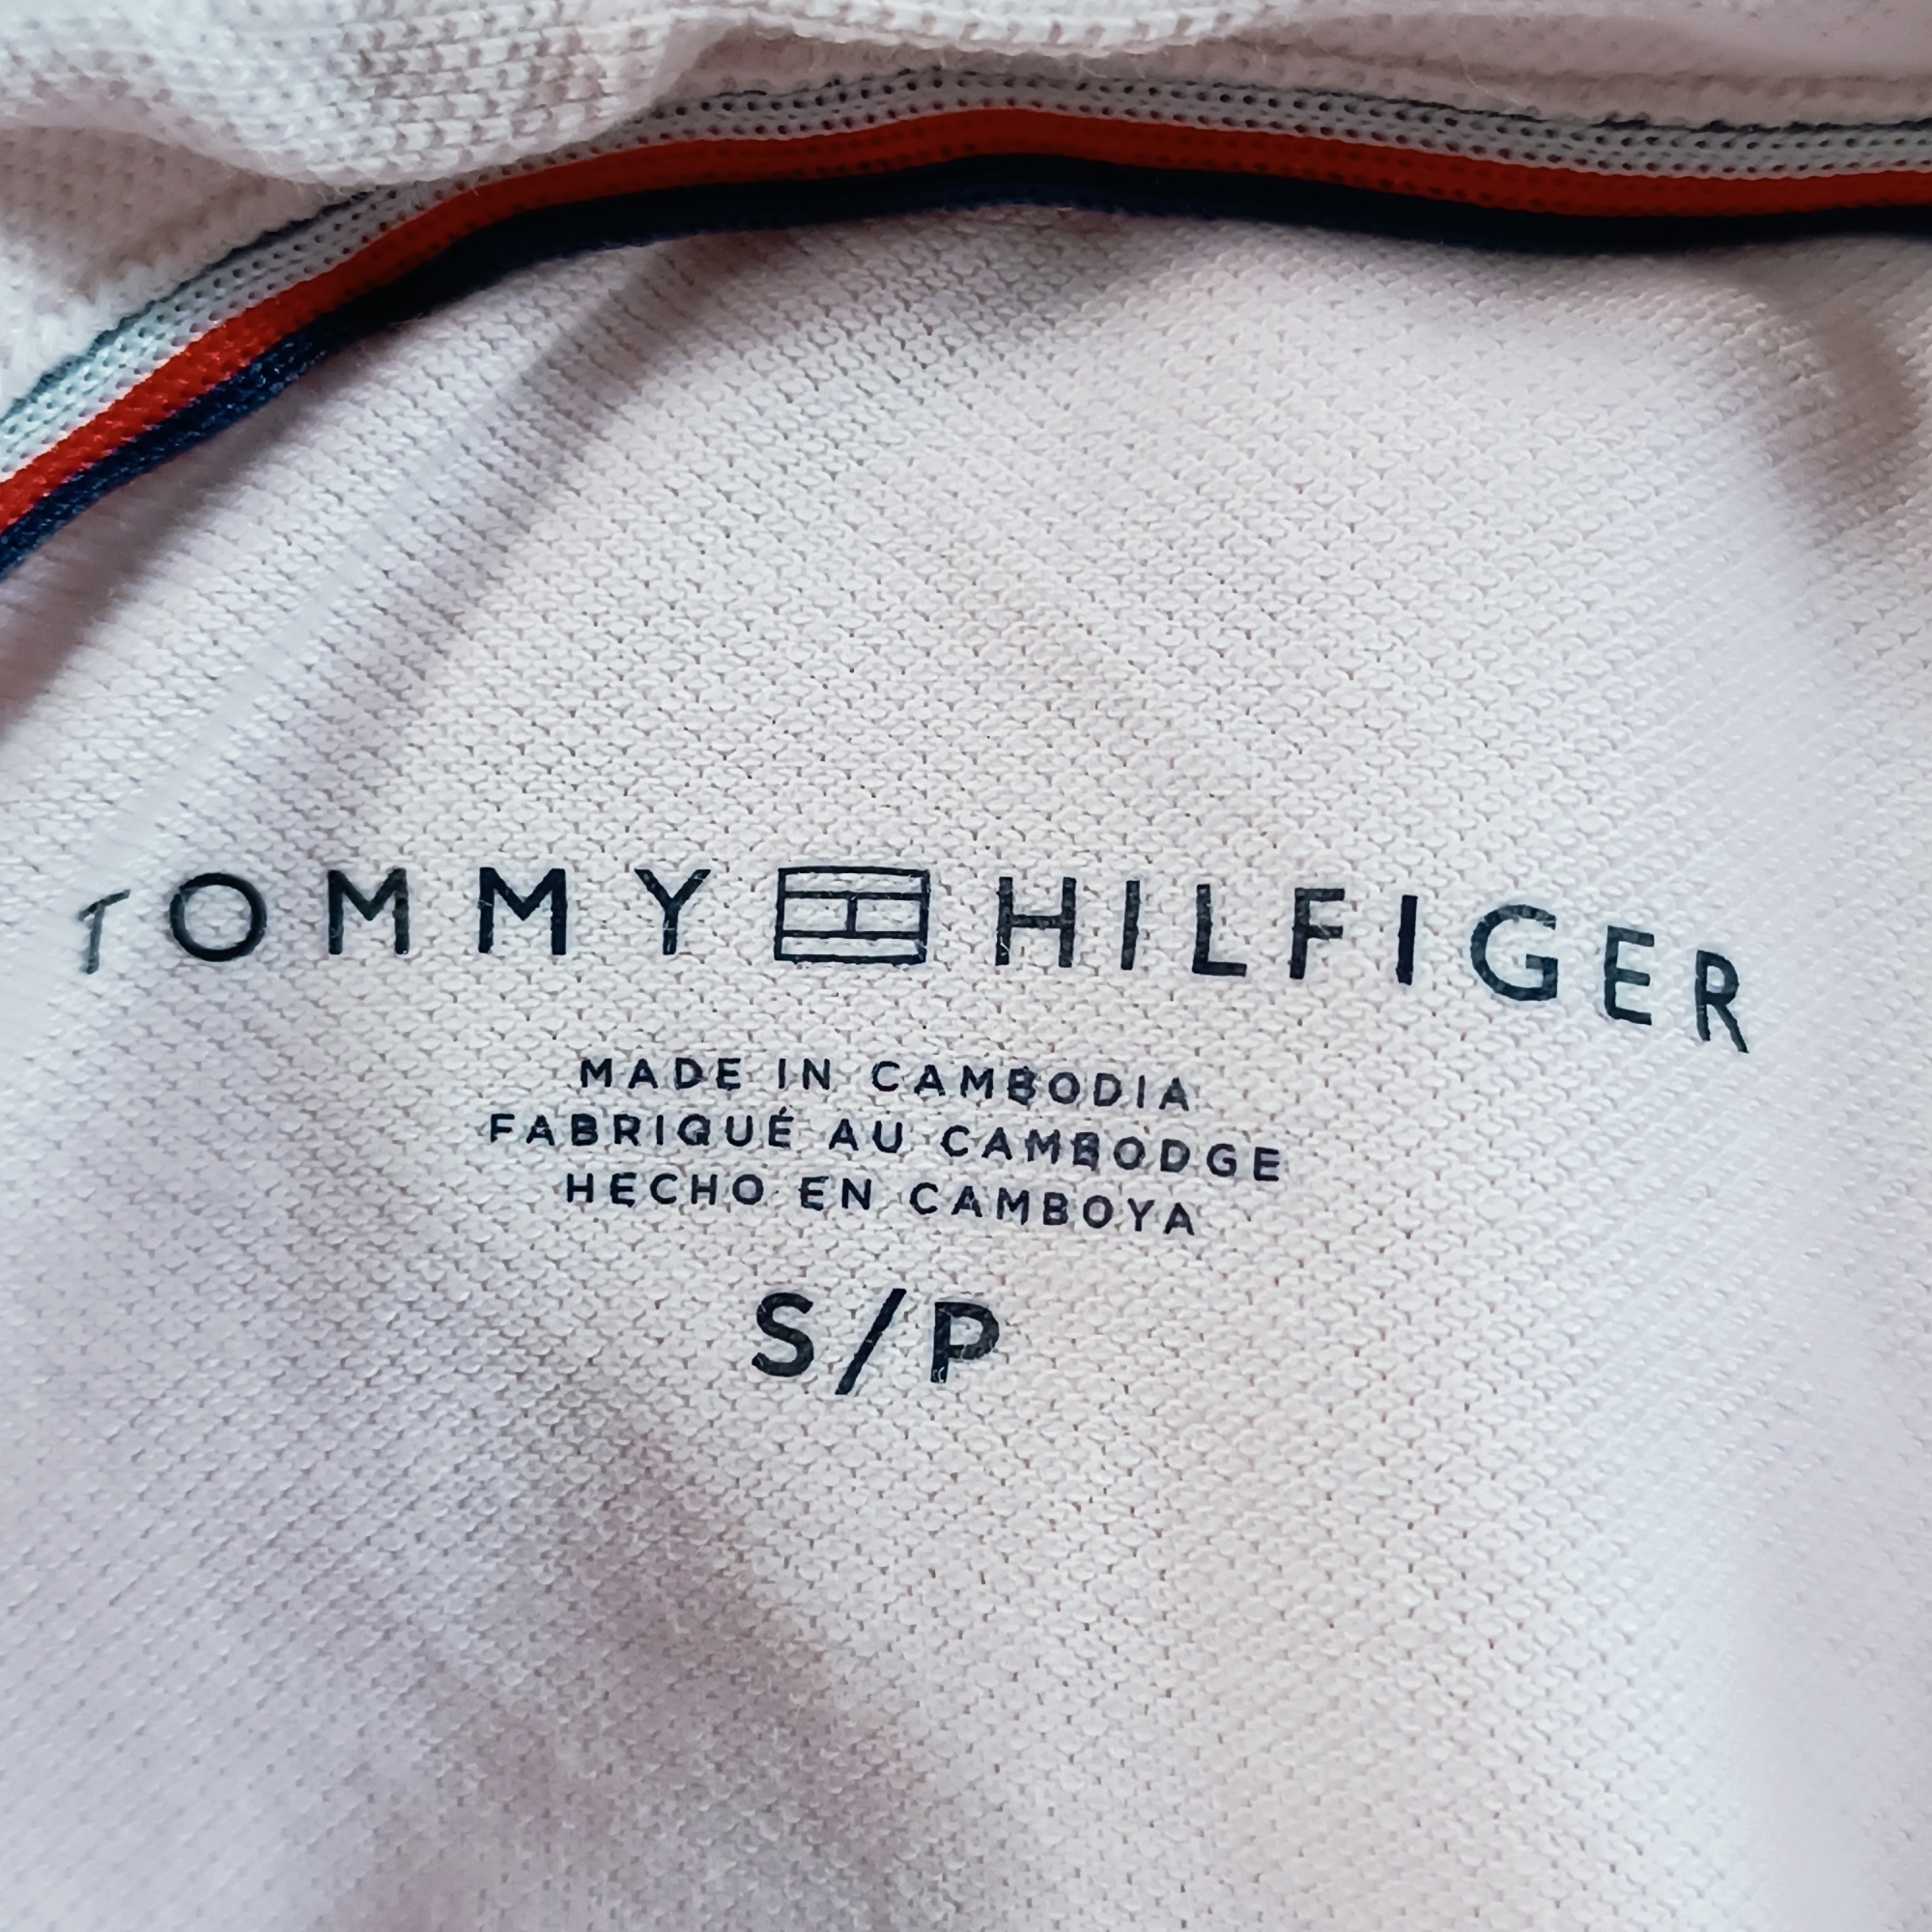 TOMMY HILFIGER
MADE IN CAMBODIA
FABRIQUÉ AU CAMBODGE
HECHO EN CAMBOYA
S/P